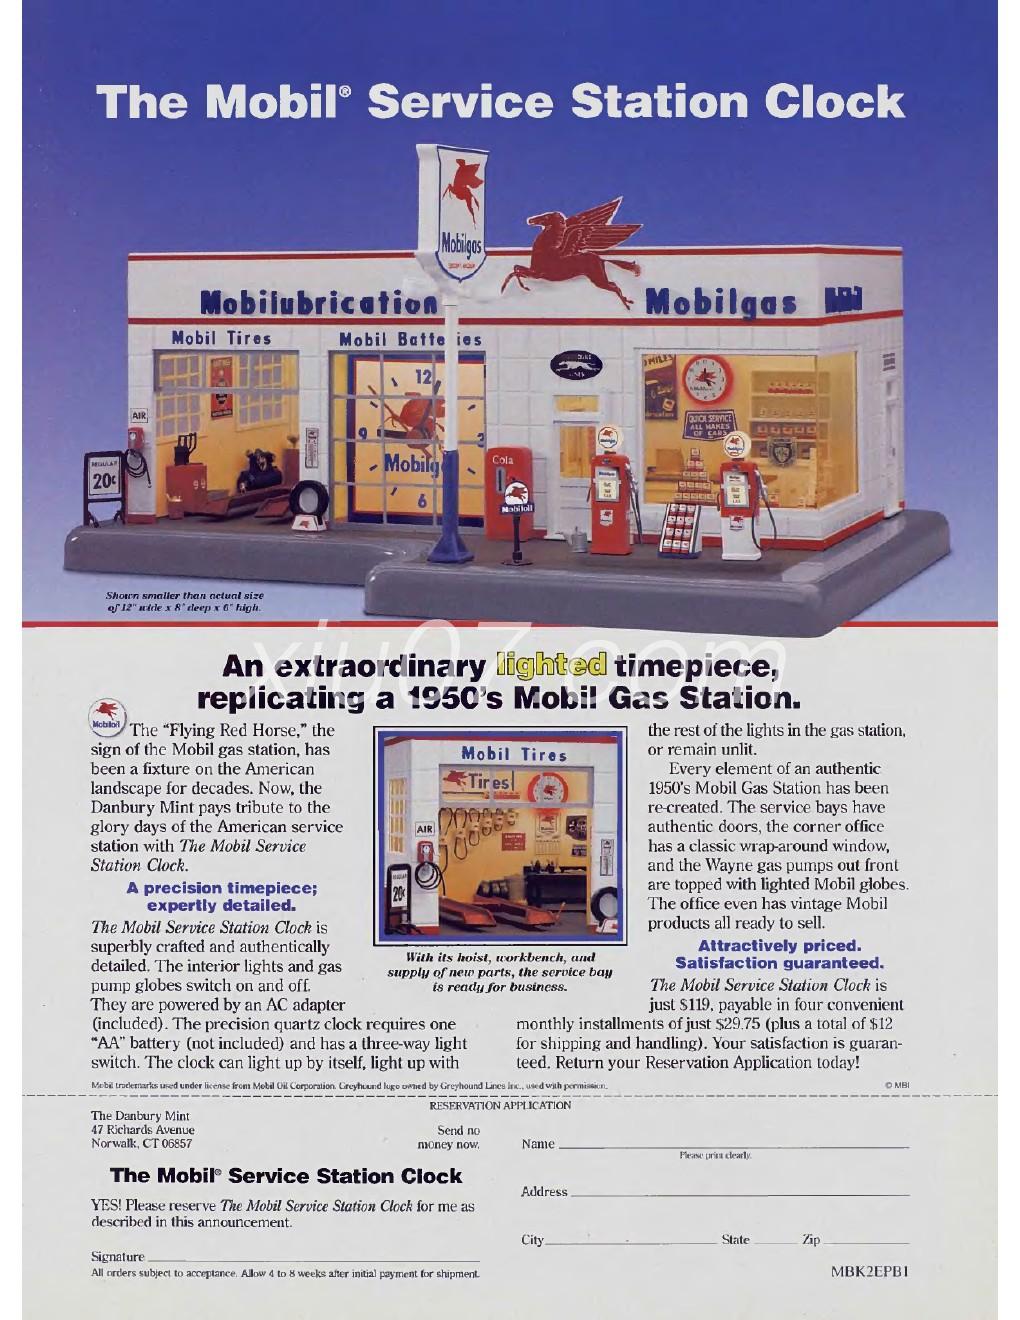 The Mobil® Service Station Clock
Mobilgas
Mobilubrication
Mobilgas
Mobil Tires
Mobil Batte ies
12
9
3
Mobilg
6
AIR
REGULAR
20¢
Cola
Mobiloil
QUICK SERVICE
ALL MAKES
OF CARS
Shown smaller than actual size
of 12" wide x 8" deep x 6" high.
xiu07.com
An extraordinary lighted timepiece,
replicating a 1950's Mobil Gas Station.
Mobiloil
The "Flying Red Horse," the
sign of the Mobil gas station, has
been a fixture on the American
landscape for decades. Now, the
Danbury Mint pays tribute to the
glory days of the American service
station with The Mobil Service
Station Clock.
A precision timepiece;
expertly detailed.
The Mobil Service Station Clock is
superbly crafted and authentically
detailed. The interior lights and gas
pump globes switch on and off.
They are powered by an AC adapter
(included). The precision quartz clock requires one
"AA" battery (not included) and has a three-way light
switch. The clock can light up by itself, light up with
Mobil Tires
Tires
AIR
REGULAR
20¢
With its hoist, workbench, and
supply of new parts, the service bay
is ready for business.
the rest of the lights in the gas station,
or remain unlit.
Every element of an authentic
1950's Mobil Gas Station has been
re-created. The service bays have
authentic doors, the corner office
has a classic wrap-around window,
and the Wayne gas pumps out front
are topped with lighted Mobil globes.
The office even has vintage Mobil
products all ready to sell.
Attractively priced.
Satisfaction guaranteed.
The Mobil Service Station Clock is
just $119, payable in four convenient
monthly installments of just $29.75 (plus a total of $12
for shipping and handling). Your satisfaction is guaran-
teed. Return your Reservation Application today!
Mobil trademarks used under license from Mobil Oil Corporation. Greyhound logo owned by Greyhound Lines Inc., used with permission.
© MBI
RESERVATION APPLICATION
The Danbury Mint
47 Richards Avenue
Norwalk, CT 06857
Send no
money now.
The Mobil® Service Station Clock
YES! Please reserve The Mobil Service Station Clock for me as
described in this announcement.
Signature
All orders subject to acceptance. Allow 4 to 8 weeks after initial payment for shipment.
Name
Please print clearly.
Address
City State Zip
MBK2EPB1